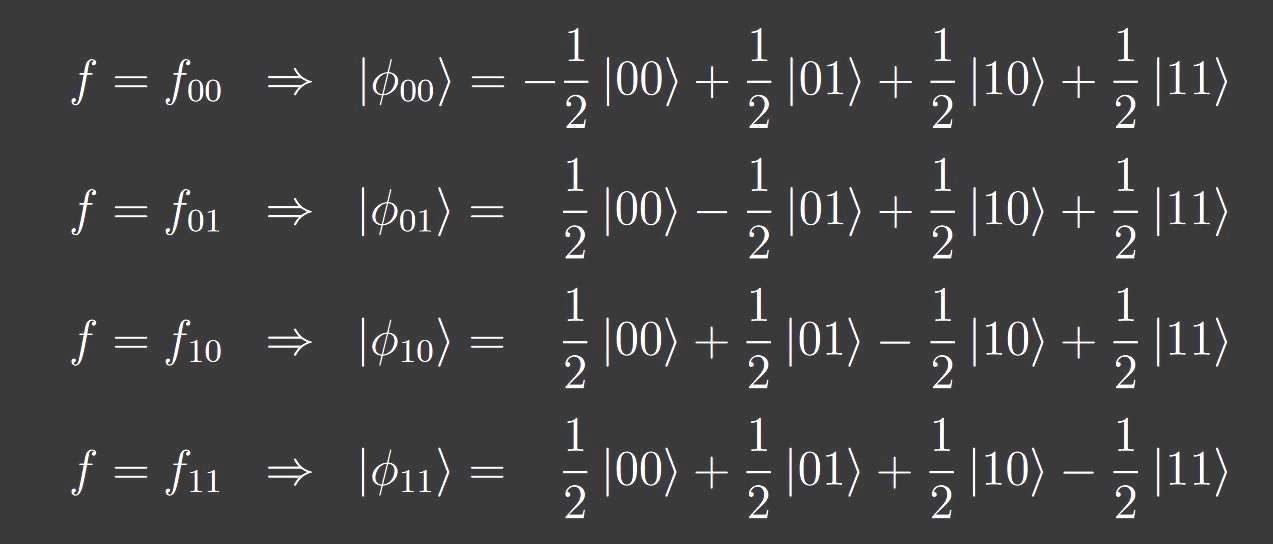 f = f₀₀ ⇒ |ϕ₀₀⟩ = −1/2 |00⟩ + 1/2 |01⟩ + 1/2 |10⟩ + 1/2 |11⟩
f = f₀₁ ⇒ |ϕ₀₁⟩ = 1/2 |00⟩ − 1/2 |01⟩ + 1/2 |10⟩ + 1/2 |11⟩
f = f₁₀ ⇒ |ϕ₁₀⟩ = 1/2 |00⟩ + 1/2 |01⟩ − 1/2 |10⟩ + 1/2 |11⟩
f = f₁₁ ⇒ |ϕ₁₁⟩ = 1/2 |00⟩ + 1/2 |01⟩ + 1/2 |10⟩ − 1/2 |11⟩